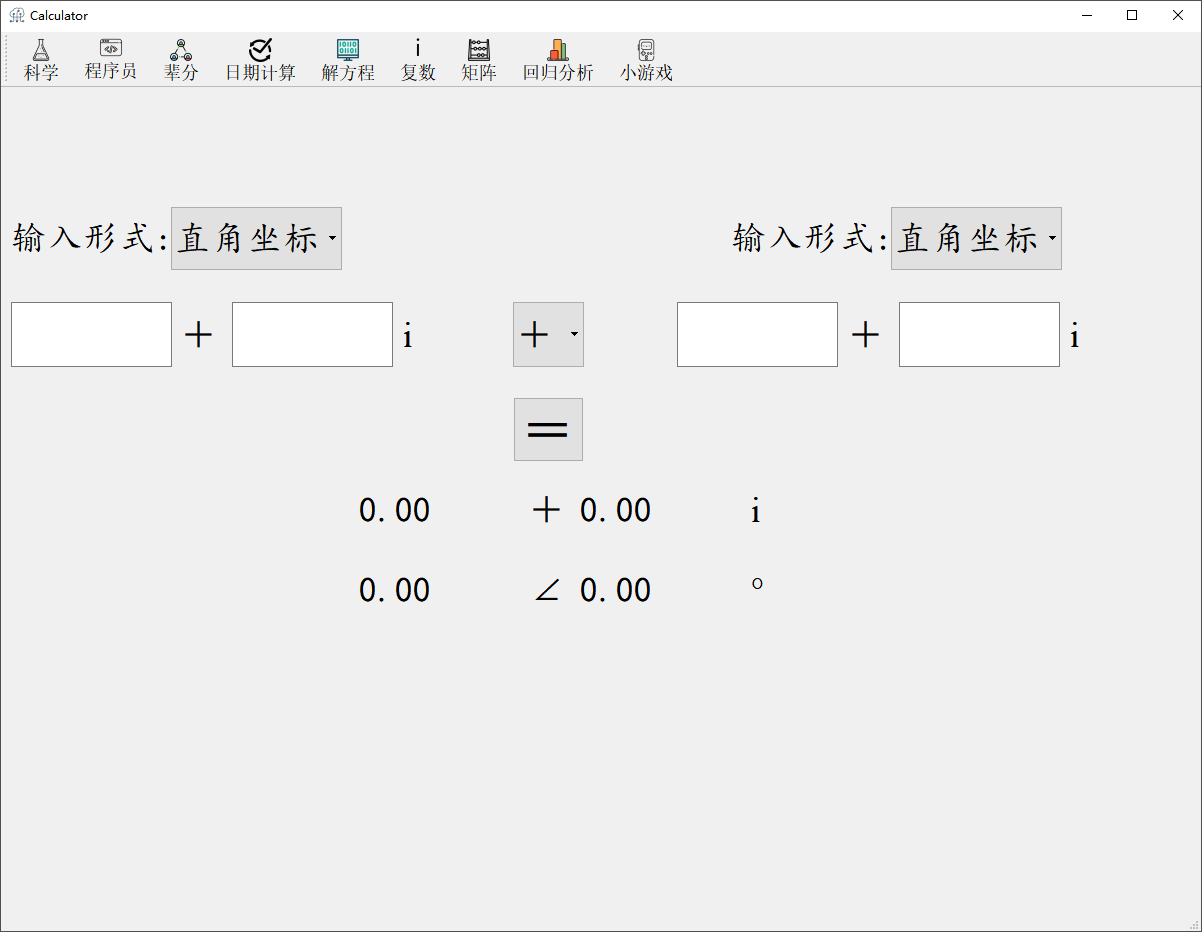 Calculator
科学 程序员 辈分 日期计算 解方程 i 复数 矩阵 回归分析 小游戏
输入形式:直角坐标 输入形式:直角坐标
+ i + + i
=
0.00 + 0.00 i
0.00 ∠ 0.00 °